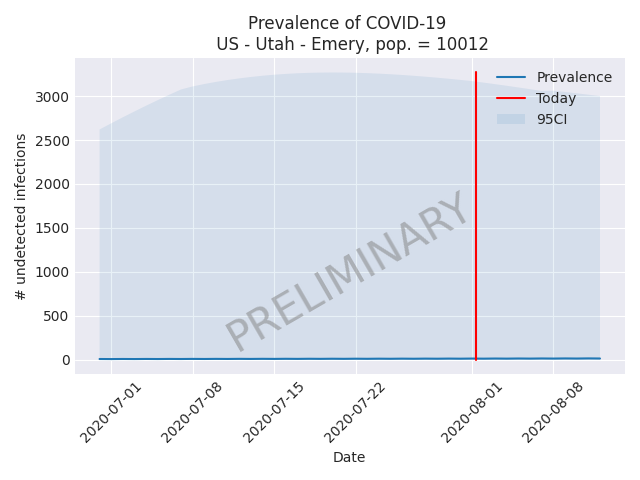 Prevalence of COVID-19
US - Utah - Emery, pop. = 10012
Prevalence
Today
95CI
# undetected infections
3000
2500
2000
1500
1000
500
0
PRELIMINARY
2020-07-01
2020-07-08
2020-07-15
2020-07-22
2020-08-01
2020-08-08
Date